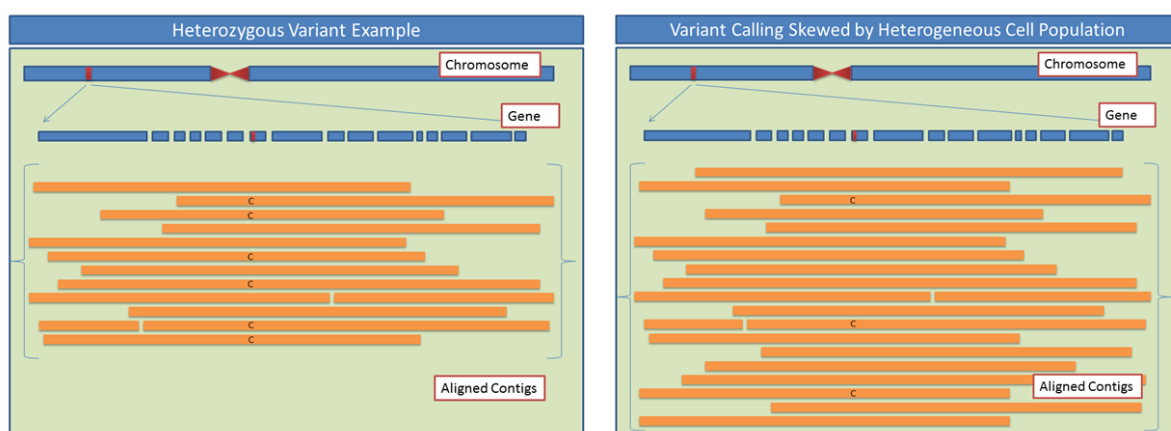 Heterozygous Variant Example
Chromosome
Gene
C
C
C
C
C
C
Aligned Contigs
Variant Calling Skewed by Heterogeneous Cell Population
Chromosome
Gene
C
C
C
Aligned Contigs